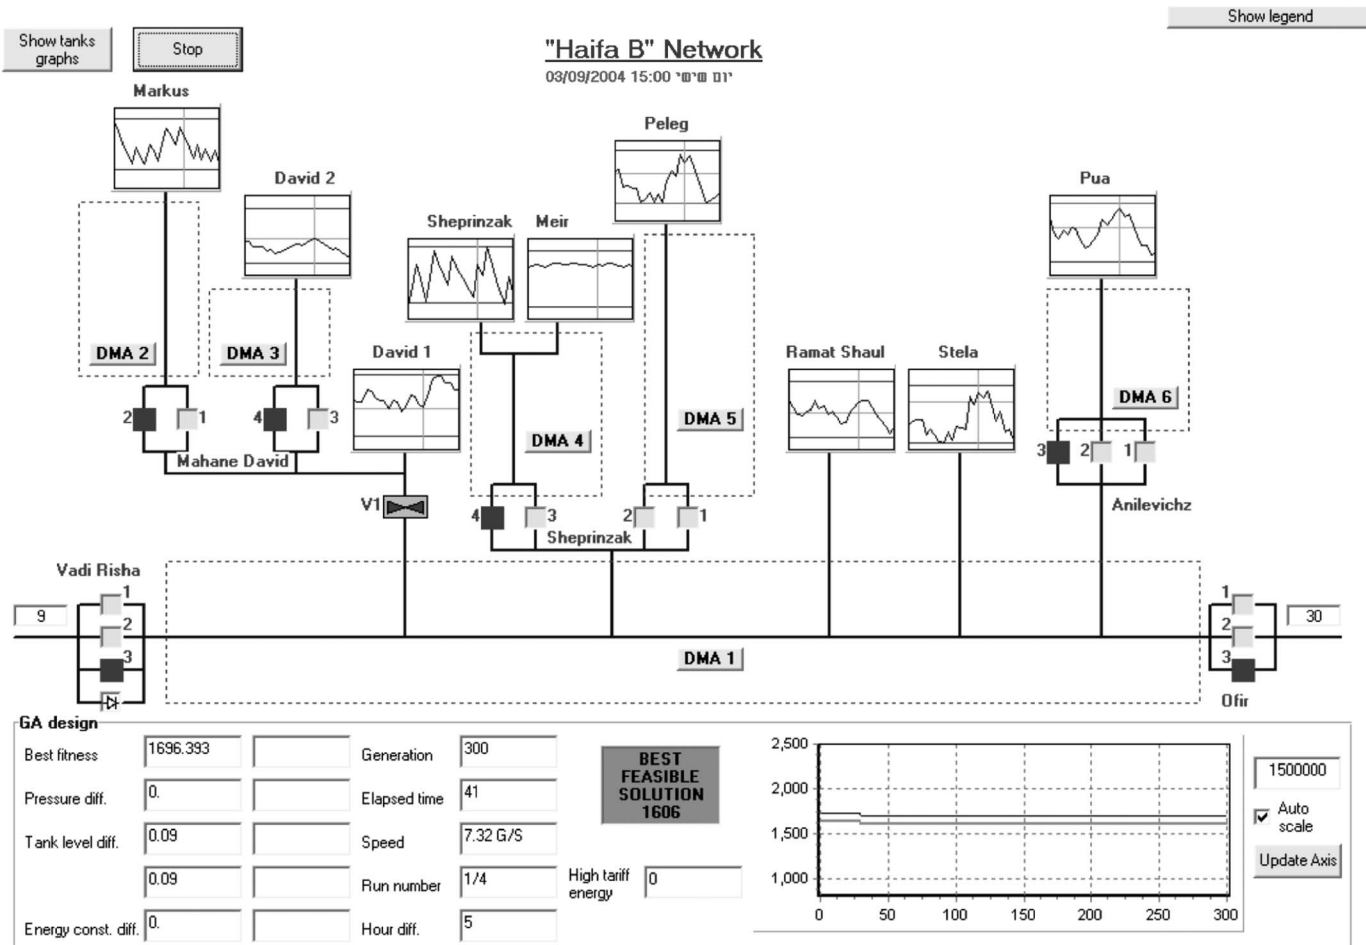 Show legend
Show tanks graphs
Stop
"Haifa B" Network
03/09/2004 15:00 יום שישי
Markus
Peleg
David 2
Pua
Sheprinzak
Meir
DMA 2
DMA 3
David 1
Ramat Shaul
Stela
DMA 6
2
1
4
3
DMA 5
DMA 4
3
2
1
Mahane David
V1
4
3
2
1
Anilevichz
Sheprinzak
Vadi Risha
1
9
2
3
1
30
2
3
DMA 1
Ofir
GA design
Best fitness 1696.393
Generation 300
Pressure diff. 0.
Elapsed time 41
Tank level diff. 0.09
Speed 7.32 G/S
0.09
Run number 1/4
Energy const. diff. 0.
Hour diff. 5
BEST
FEASIBLE
SOLUTION
1606
High tariff energy 0
2,500
2,000
1,500
1,000
0 50 100 150 200 250 300
1500000
Auto scale
Update Axis